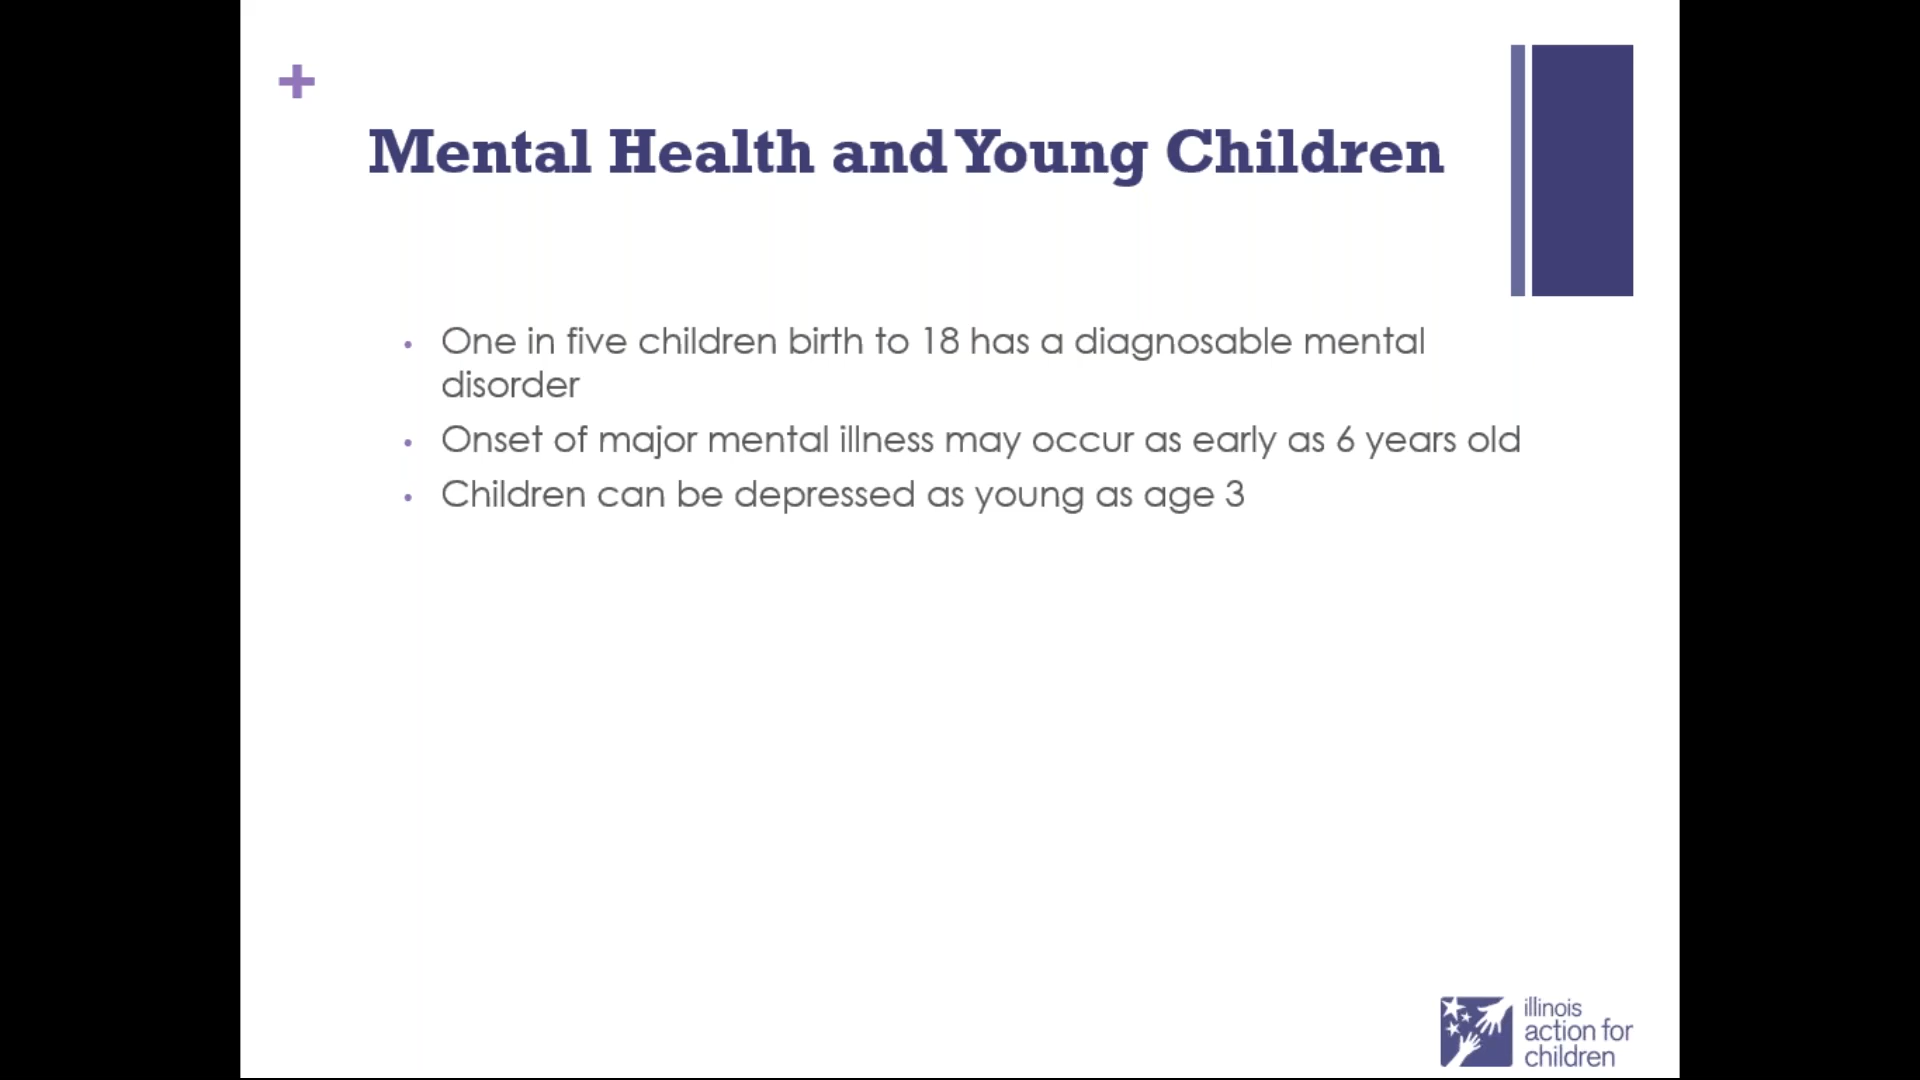 +
Mental Health and Young Children
• One in five children birth to 18 has a diagnosable mental
disorder
• Onset of major mental illness may occur as early as 6 years old
• Children can be depressed as young as age 3
illinois
action for
children